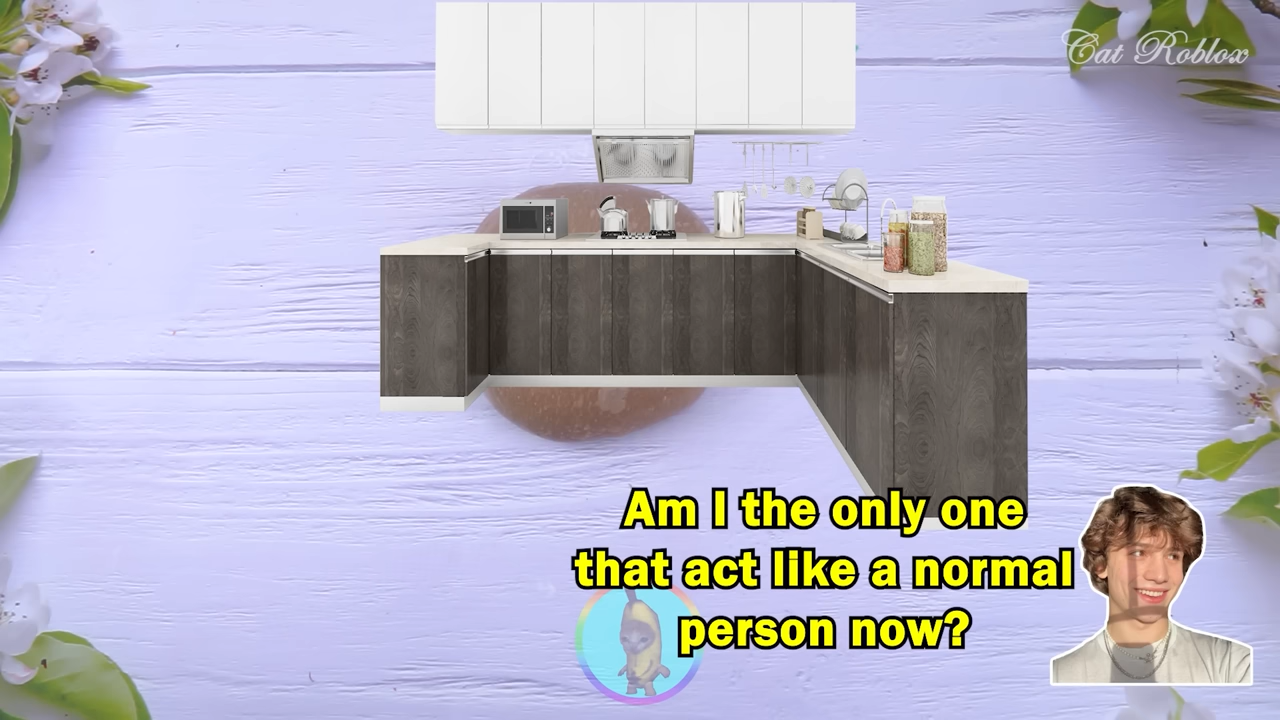 Cat Roblox
Am I the only one
that act like a normal
person now?